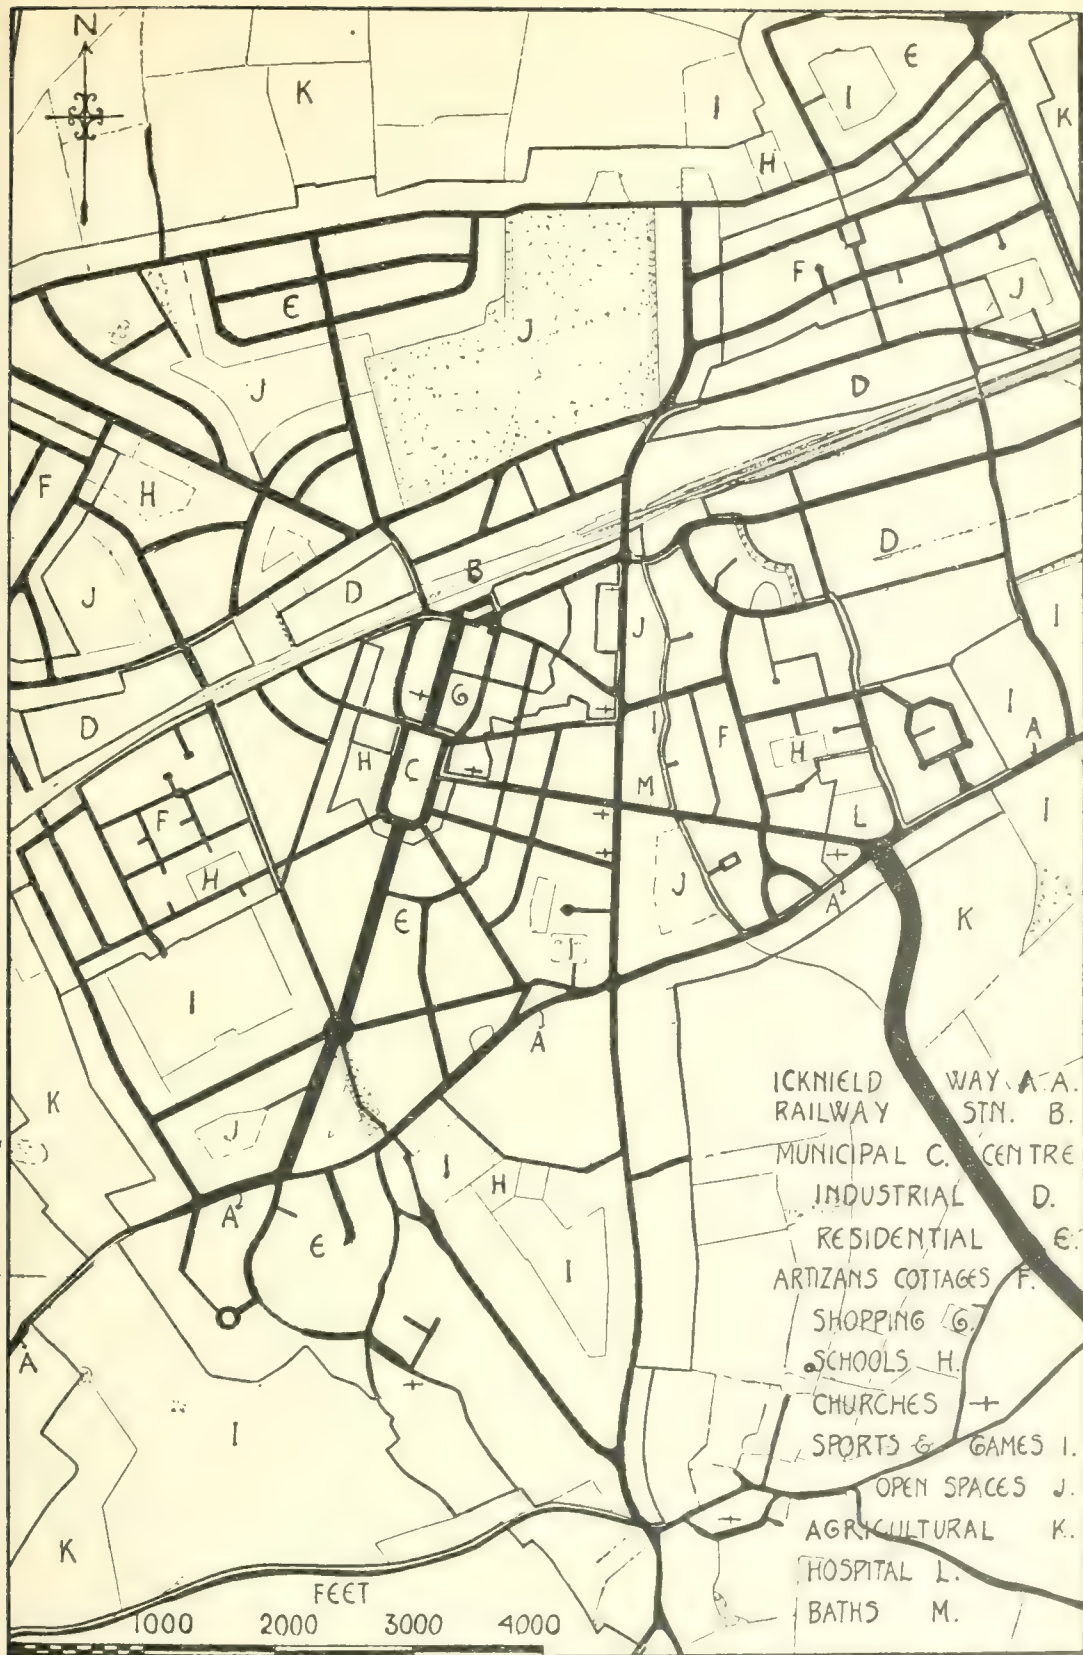 N
K
E
I
I
K
H
F
J
E
J
J
D
F
H
D
J
B
D
J
I
G
I
D
I
F
A
H
C
H
M
I
F
L
H
J
A
E
K
I
I
A
K
J
I
H
A
E
I
A
I
K
ICKNIELD WAY A.A.
RAILWAY STN. B.
MUNICIPAL C. CENTRE
INDUSTRIAL D.
RESIDENTIAL E.
ARTIZANS COTTAGES F.
SHOPPING G.
SCHOOLS H.
CHURCHES
SPORTS & GAMES I.
OPEN SPACES J.
AGRICULTURAL K.
HOSPITAL L.
BATHS M.
FEET
1000 2000 3000 4000